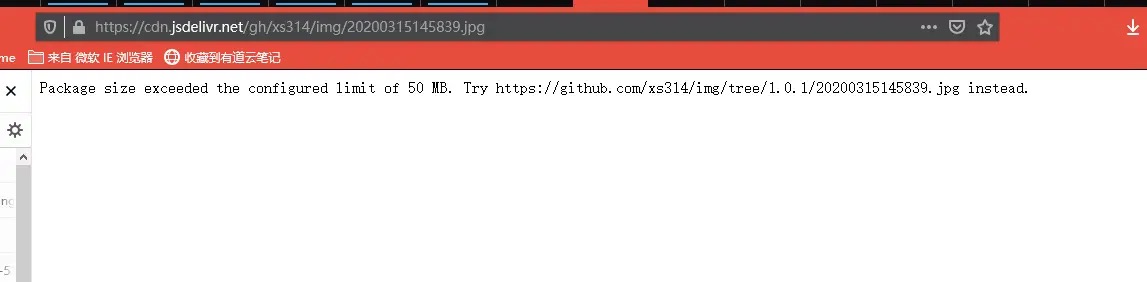 https://cdn.jsdelivr.net/gh/xs314/img/20200315145839.jpg
me 来自 微软 IE 浏览器 收藏到有道云笔记
Package size exceeded the configured limit of 50 MB. Try https://github.com/xs314/img/tree/1.0.1/20200315145839.jpg instead.
ng
-5